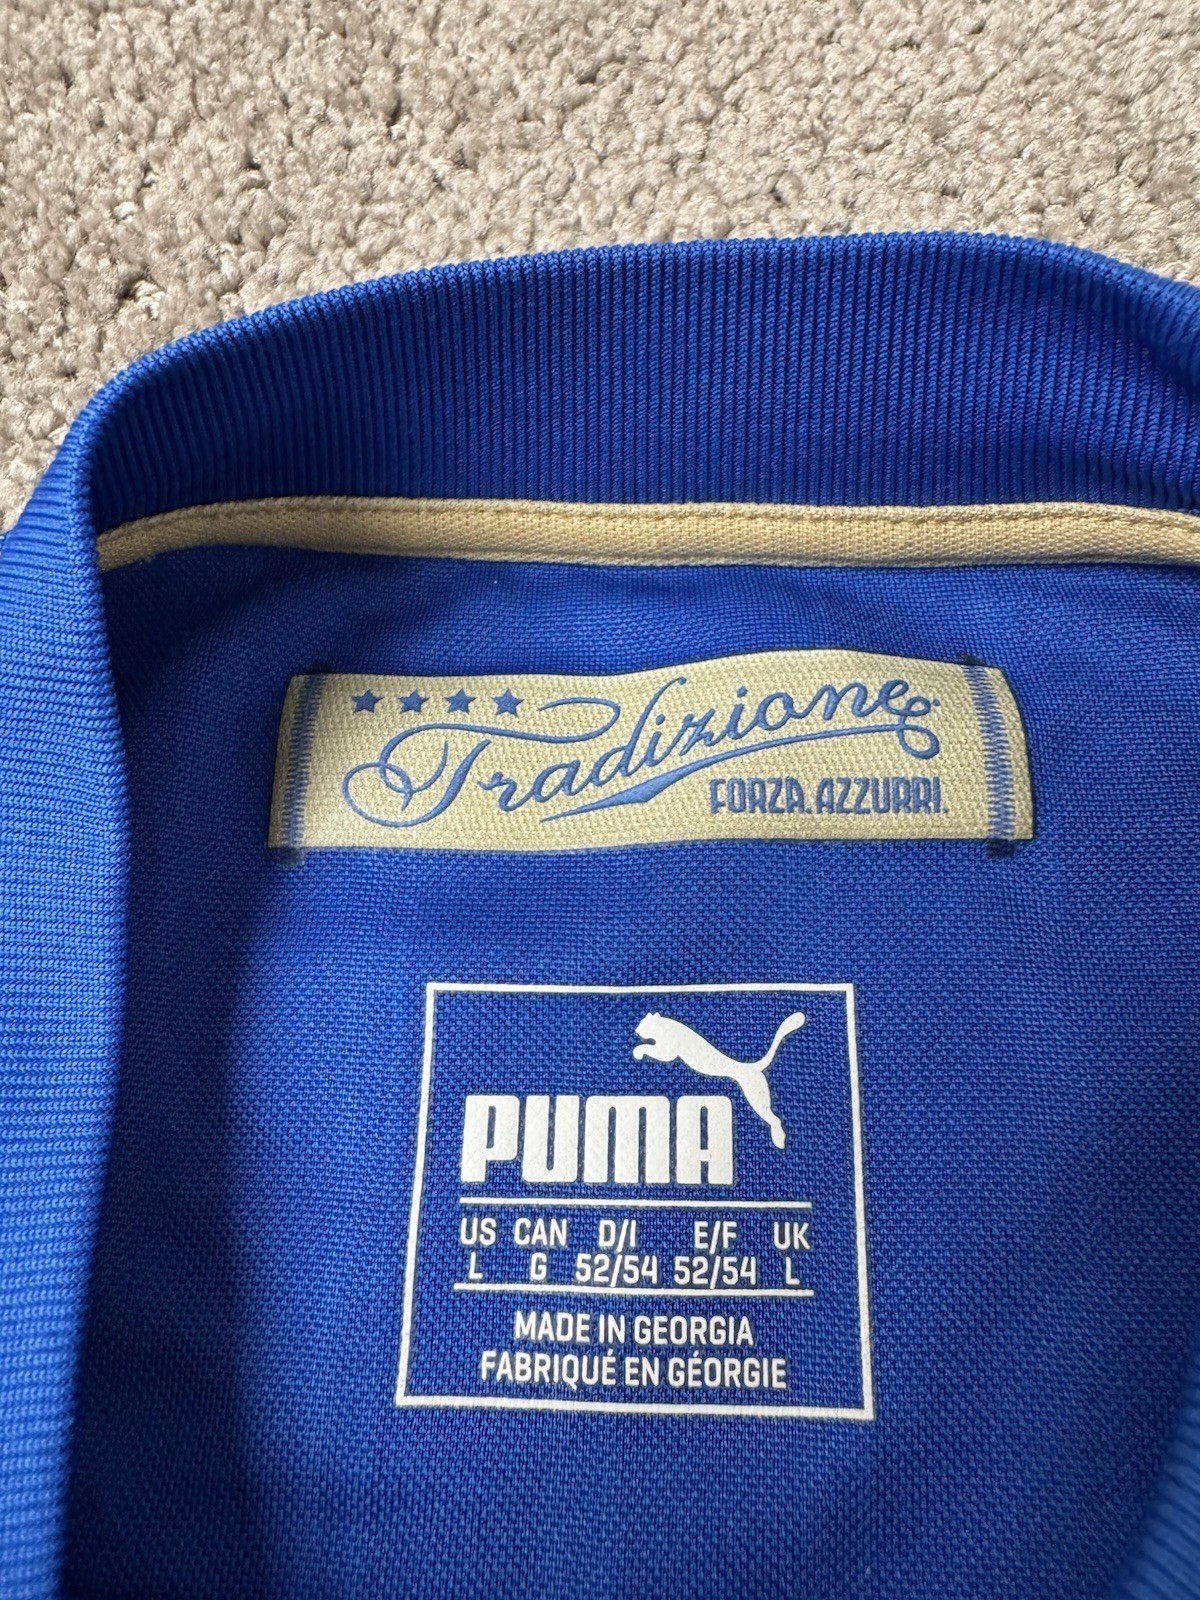 Tradizione
FORZA. AZZURRI.
PUMA
US CAN D/I E/F UK
L G 52/54 52/54 L
MADE IN GEORGIA
FABRIQUÉ EN GÉORGIE